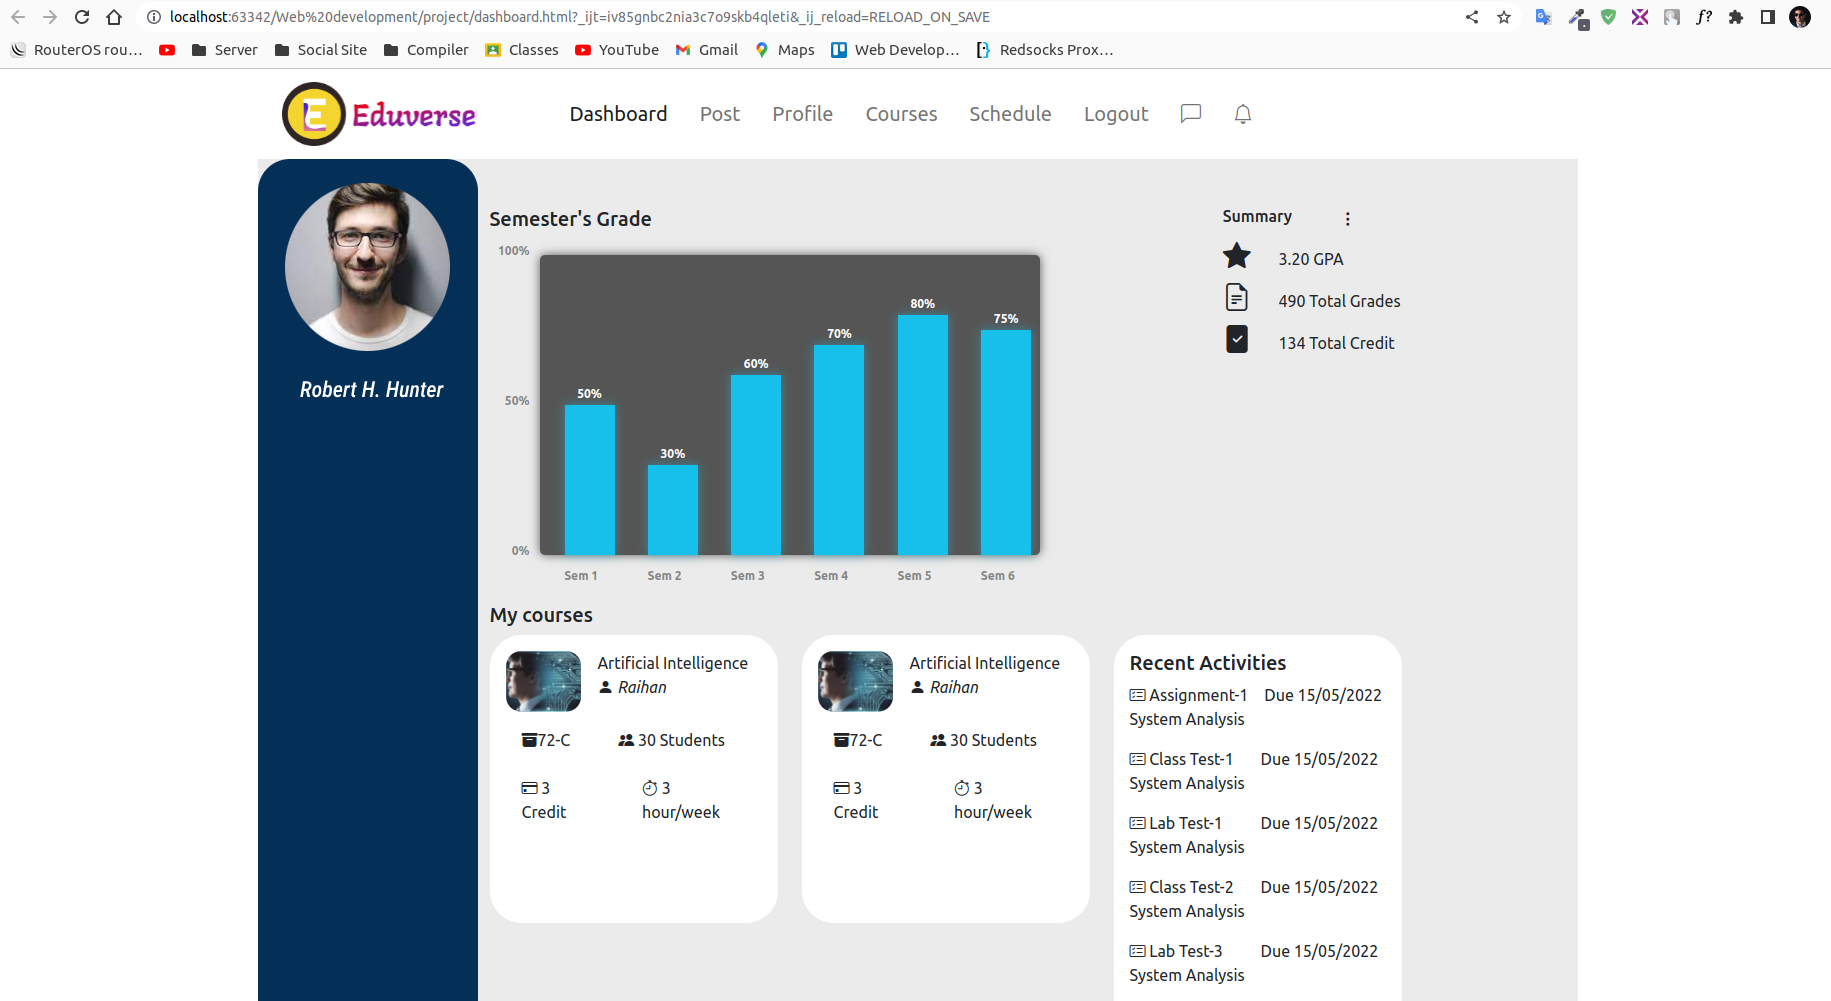 localhost:63342/Web%20development/project/dashboard.html?_ijt=iv85gnbc2nia3c7o9skb4qleti&_ij_reload=RELOAD_ON_SAVE
f?
RouterOS rou… Server Social Site Compiler Classes YouTube Gmail Maps Web Develop… Redsocks Prox…
E Eduverse Dashboard Post Profile Courses Schedule Logout
Robert H. Hunter
Semester's Grade
100%
50%
0%
50%
30%
60%
70%
80%
75%
Sem 1 Sem 2 Sem 3 Sem 4 Sem 5 Sem 6
Summary
3.20 GPA
490 Total Grades
134 Total Credit
My courses
Artificial Intelligence
Raihan
72-C 30 Students
3 Credit
3 hour/week
Artificial Intelligence
Raihan
72-C 30 Students
3 Credit
3 hour/week
Recent Activities
Assignment-1 Due 15/05/2022
System Analysis
Class Test-1 Due 15/05/2022
System Analysis
Lab Test-1 Due 15/05/2022
System Analysis
Class Test-2 Due 15/05/2022
System Analysis
Lab Test-3 Due 15/05/2022
System Analysis